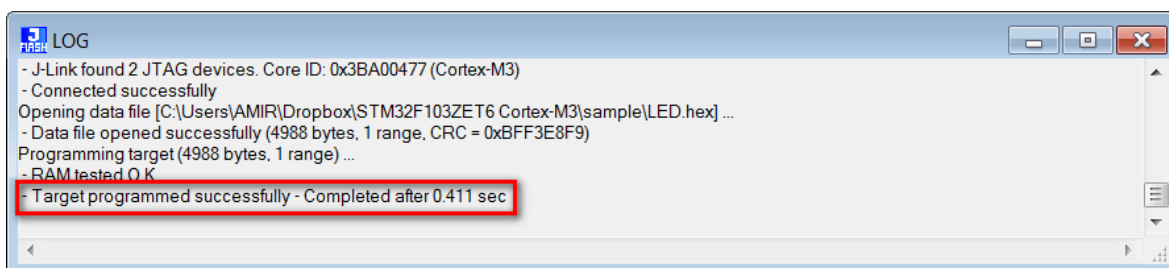 J FLASH LOG
- J-Link found 2 JTAG devices. Core ID: 0x3BA00477 (Cortex-M3)
- Connected successfully
Opening data file [C:\Users\AMIR\Dropbox\STM32F103ZET6 Cortex-M3\sample\LED.hex] ...
- Data file opened successfully (4988 bytes, 1 range, CRC = 0xBFF3E8F9)
Programming target (4988 bytes, 1 range) ...
- RAM tested O.K.
- Target programmed successfully - Completed after 0.411 sec